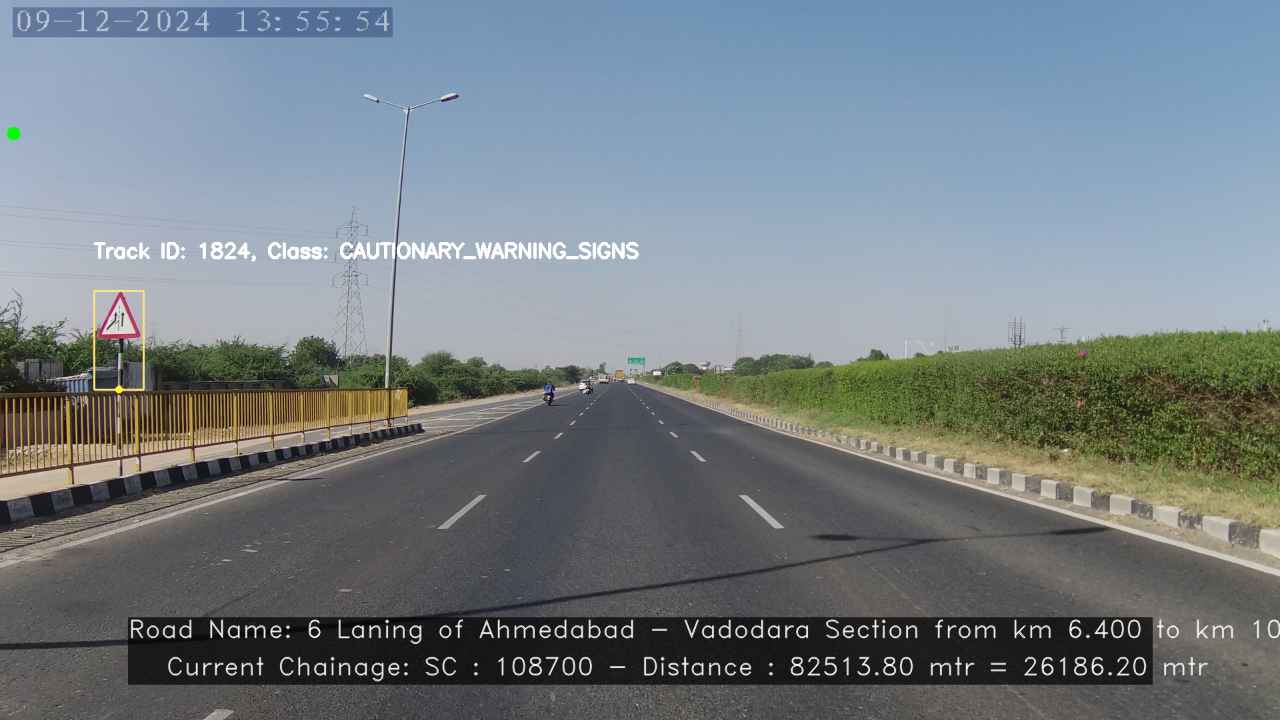 09-12-2024 13:55:54
Track ID: 1824, Class: CAUTIONARY_WARNING_SIGNS
Road Name: 6 Laning of Ahmedabad - Vadodara Section from km 6.400 to km 10
Current Chainage: SC : 108700 - Distance : 82513.80 mtr = 26186.20 mtr